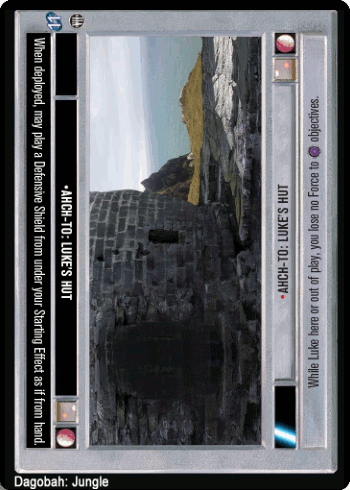 •AHCH-TO: LUKE'S HUT
While Luke here or out of play, you lose no Force to objectives.
•AHCH-TO: LUKE'S HUT
When deployed, may play a Defensive Shield from under your Starting Effect as if from hand.
Dagobah: Jungle